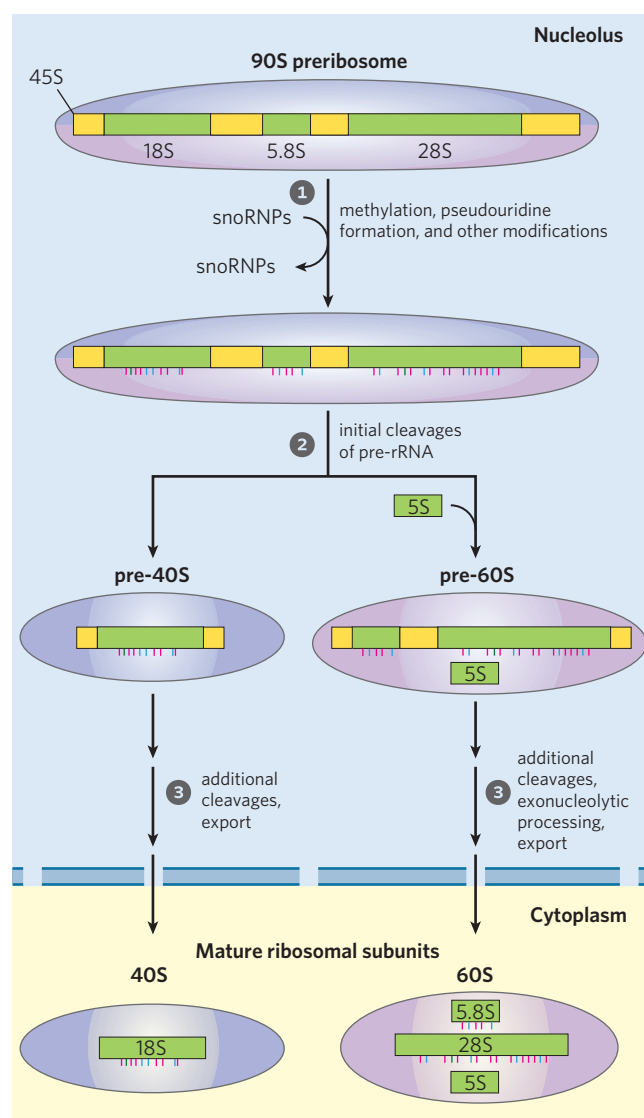 Nucleolus
90S preribosome
45S
18S 5.8S 28S
1
snoRNPs
snoRNPs
methylation, pseudouridine
formation, and other modifications
2
initial cleavages
of pre-rRNA
5S
pre-40S
pre-60S
5S
3
additional
cleavages,
export
3
additional
cleavages,
exonucleolytic
processing,
export
Cytoplasm
Mature ribosomal subunits
40S
60S
18S
5.8S
28S
5S